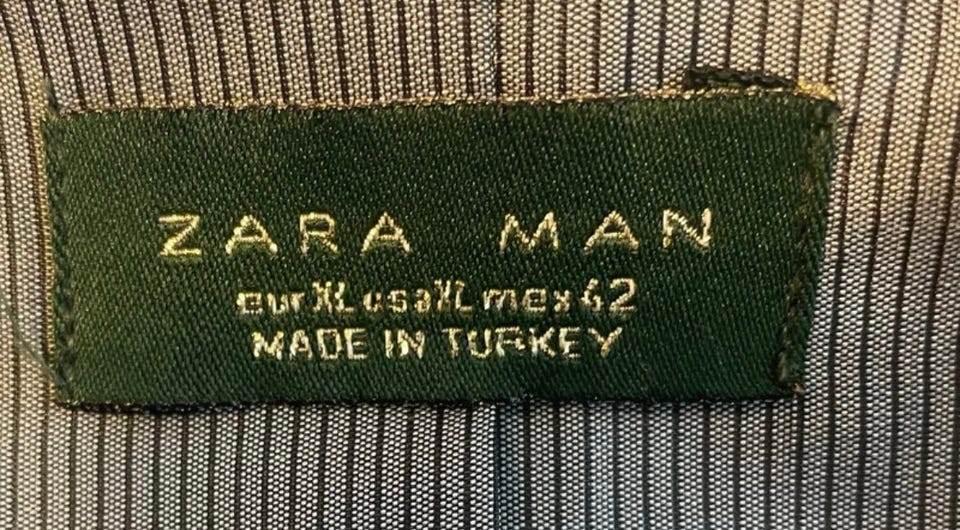 ZARA MAN
eur XL usa XL mex 42
MADE IN TURKEY